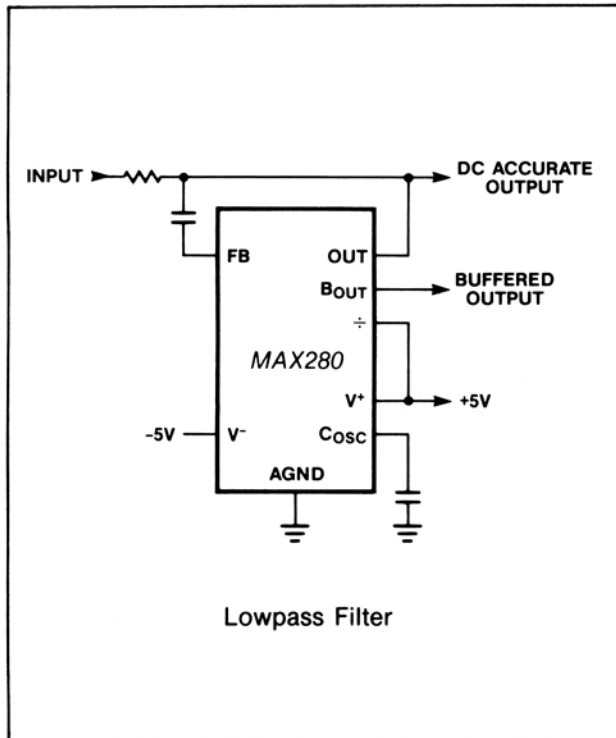 INPUT
DC ACCURATE
OUTPUT
FB
OUT
BOUT
BUFFERED
OUTPUT
÷
MAX280
V+
+5V
-5V
V-
COSC
AGND
Lowpass Filter